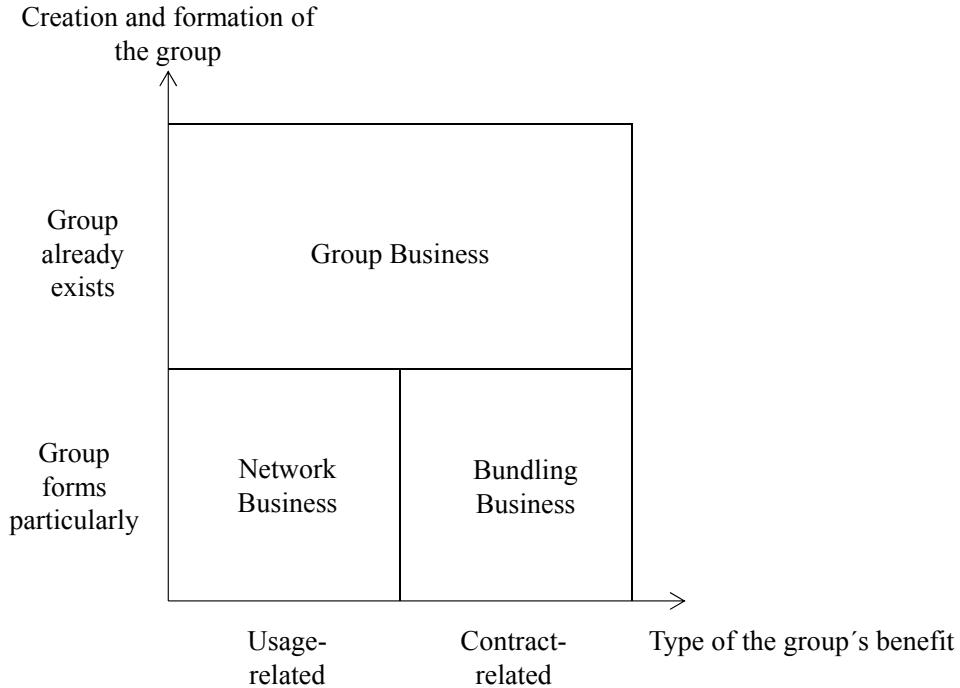 Creation and formation of
the group
Group
already
exists
Group Business
Group
forms
particularly
Network
Business
Bundling
Business
Usage-
related
Contract-
related
Type of the group´s benefit